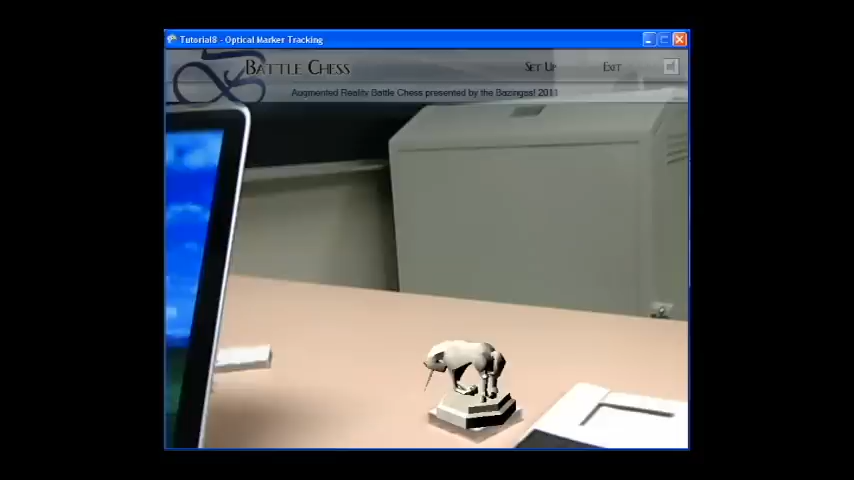 Tutorial8 - Optical Marker Tracking
BATTLE CHESS
SET UP
EXIT
Augmented Reality Battle Chess presented by the Bazingas! 2011